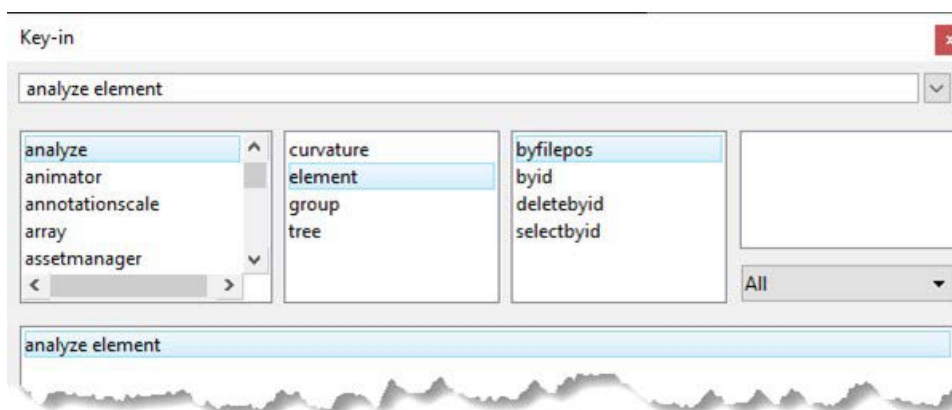 Key-in
analyze element
analyze
animator
annotationscale
array
assetmanager
curvature
element
group
tree
byfilepos
byid
deletebyid
selectbyid
All
analyze element